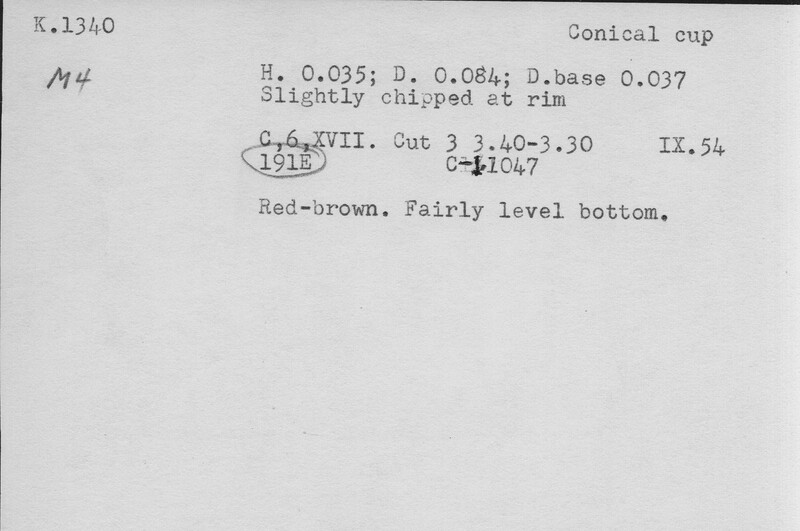 K.1340
Conical cup
M4
H. 0.035; D. 0.084; D.base 0.037
Slightly chipped at rim
C,6,XVII. Cut 3 3.40-3.30 IX.54
191E
Red-brown. Fairly level bottom.